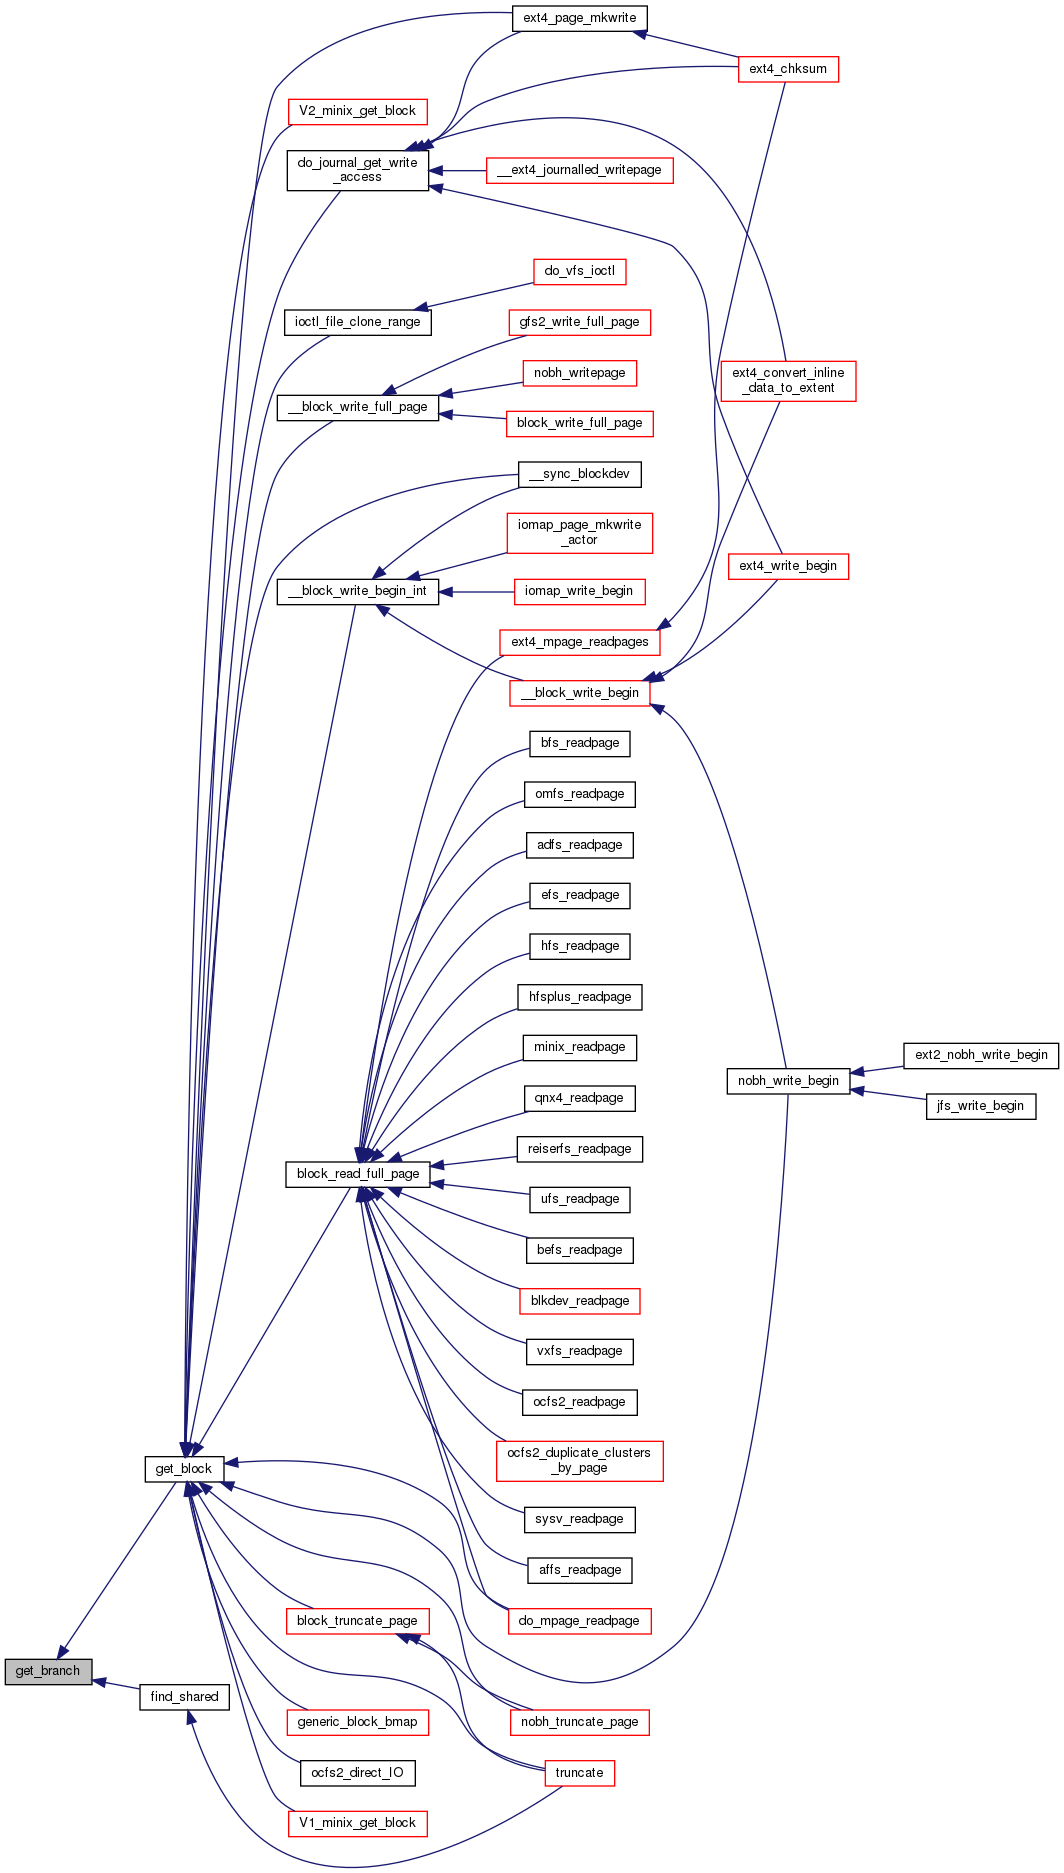 ext4_page_mkwrite
ext4_chksum
V2_minix_get_block
do_journal_get_write
_access
__ext4_journalled_writepage
do_vfs_ioctl
ioctl_file_clone_range
gfs2_write_full_page
nobh_writepage
ext4_convert_inline
_data_to_extent
__block_write_full_page
block_write_full_page
__sync_blockdev
iomap_page_mkwrite
_actor
ext4_write_begin
__block_write_begin_int
iomap_write_begin
ext4_mpage_readpages
__block_write_begin
bfs_readpage
omfs_readpage
adfs_readpage
efs_readpage
hfs_readpage
hfsplus_readpage
minix_readpage
ext2_nobh_write_begin
nobh_write_begin
qnx4_readpage
jfs_write_begin
reiserfs_readpage
block_read_full_page
ufs_readpage
befs_readpage
blkdev_readpage
vxfs_readpage
ocfs2_readpage
ocfs2_duplicate_clusters
_by_page
get_block
sysv_readpage
affs_readpage
block_truncate_page
do_mpage_readpage
get_branch
find_shared
generic_block_bmap
nobh_truncate_page
ocfs2_direct_IO
truncate
V1_minix_get_block